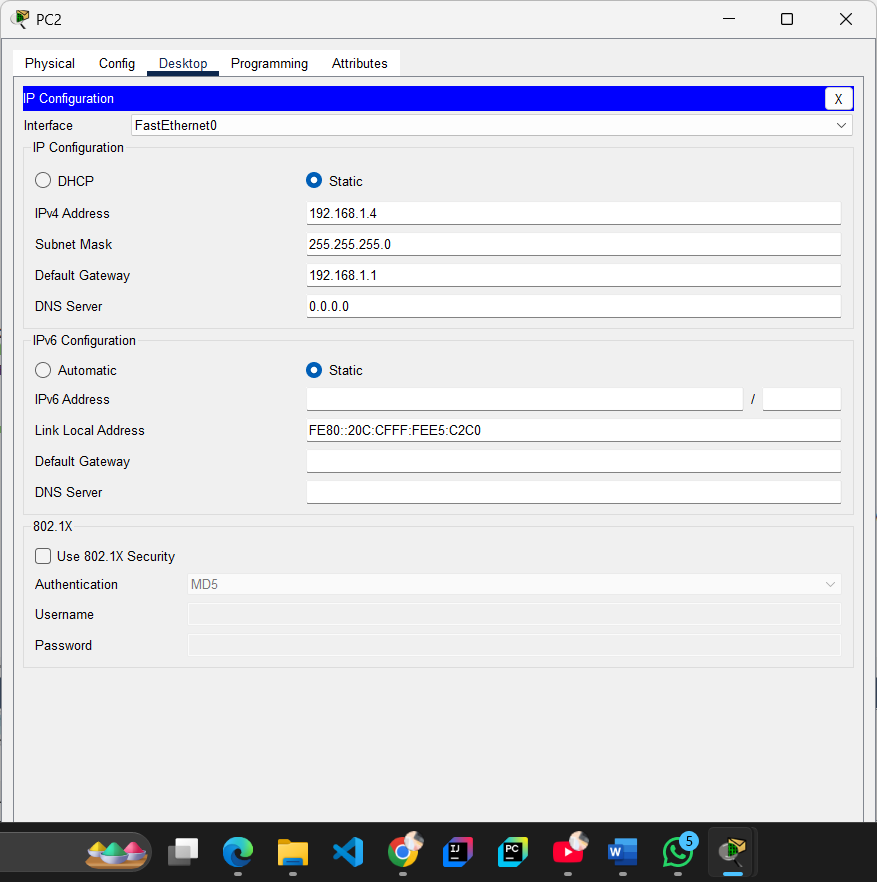 PC2
Physical Config Desktop Programming Attributes
IP Configuration X
Interface FastEthernet0
IP Configuration
DHCP Static
IPv4 Address 192.168.1.4
Subnet Mask 255.255.255.0
Default Gateway 192.168.1.1
DNS Server 0.0.0.0
IPv6 Configuration
Automatic Static
IPv6 Address /
Link Local Address FE80::20C:CFFF:FEE5:C2C0
Default Gateway
DNS Server
802.1X
Use 802.1X Security
Authentication MD5
Username
Password
IJ PC W 5